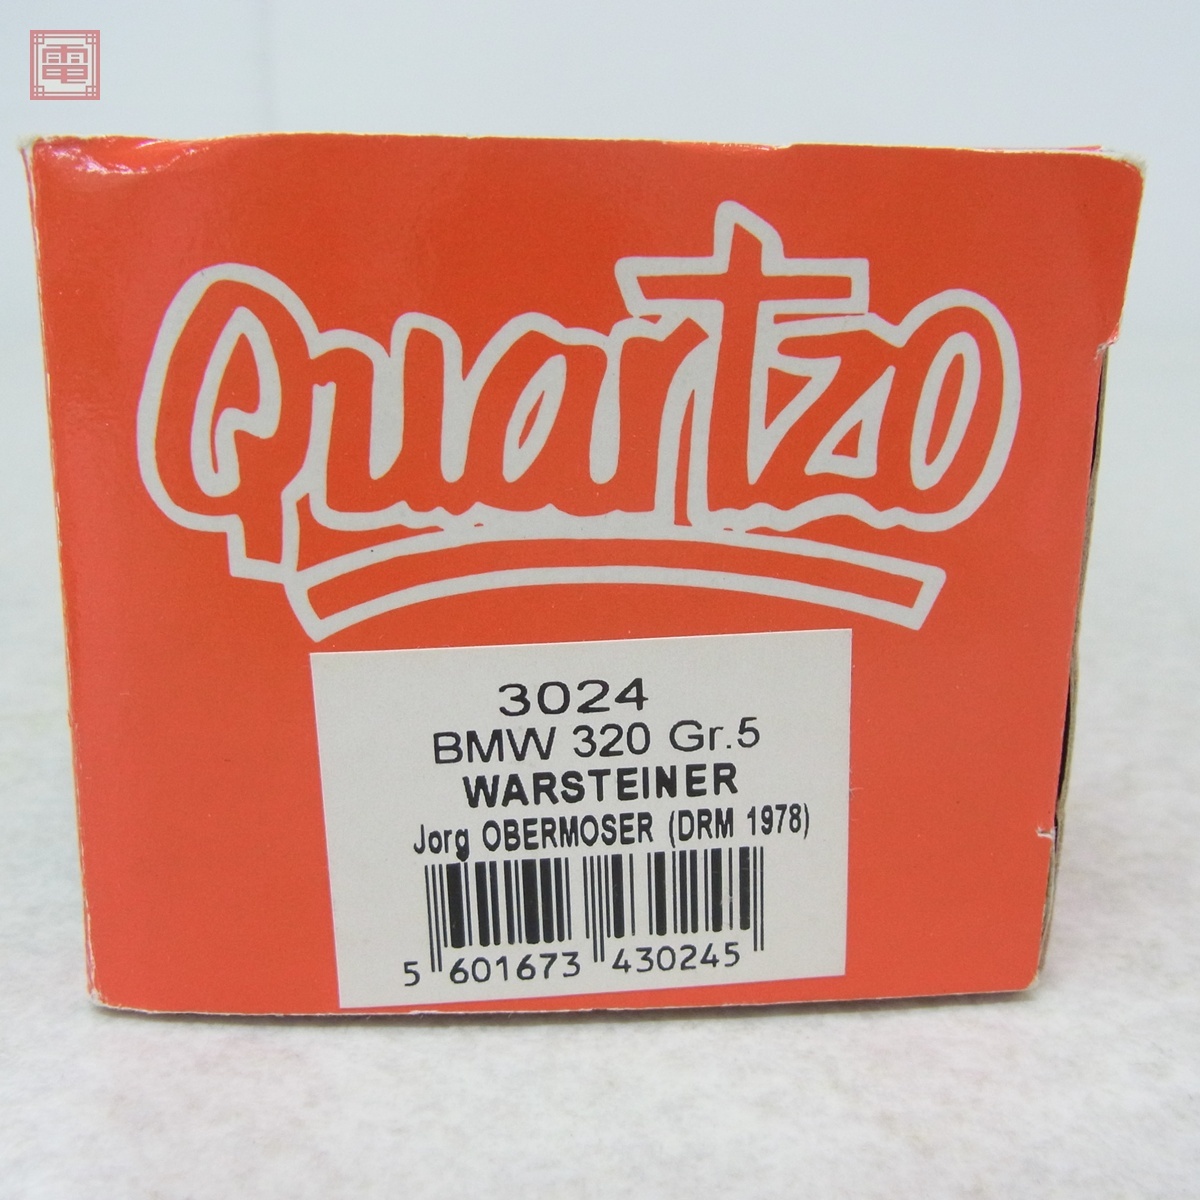 電
Quartzo
3024
BMW 320 Gr.5
WARSTEINER
Jorg OBERMOSER (DRM 1978)
5 601673 430245